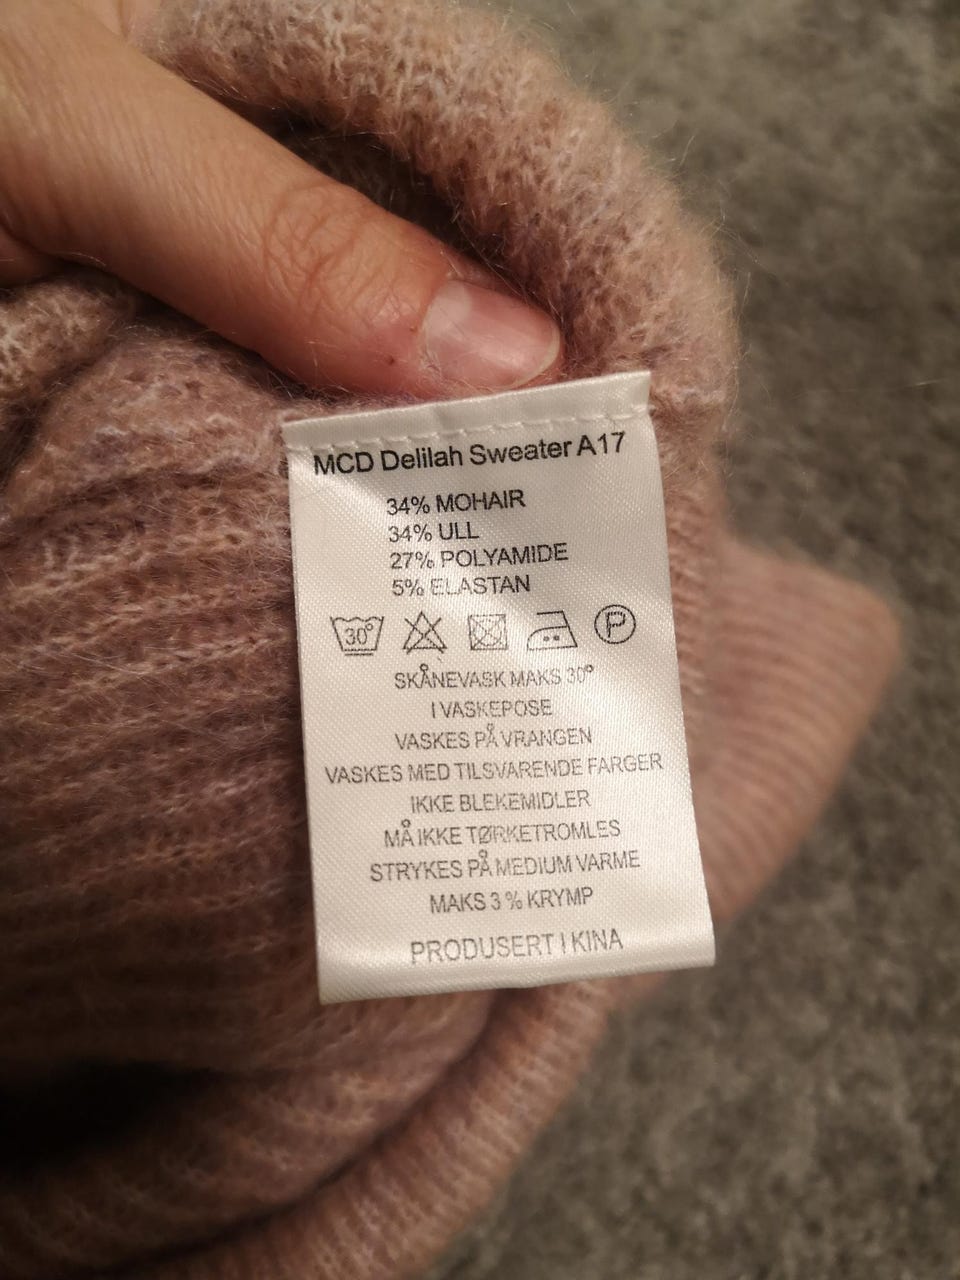 MCD Delilah Sweater A17
34% MOHAIR
34% ULL
27% POLYAMIDE
5% ELASTAN
30° P
SKÅNEVASK MAKS 30°
I VASKEPOSE
VASKES PÅ VRANGEN
VASKES MED TILSVARENDE FARGER
IKKE BLEKEMIDLER
MÅ IKKE TØRKETROMLES
STRYKES PÅ MEDIUM VARME
MAKS 3 % KRYMP
PRODUSERT I KINA